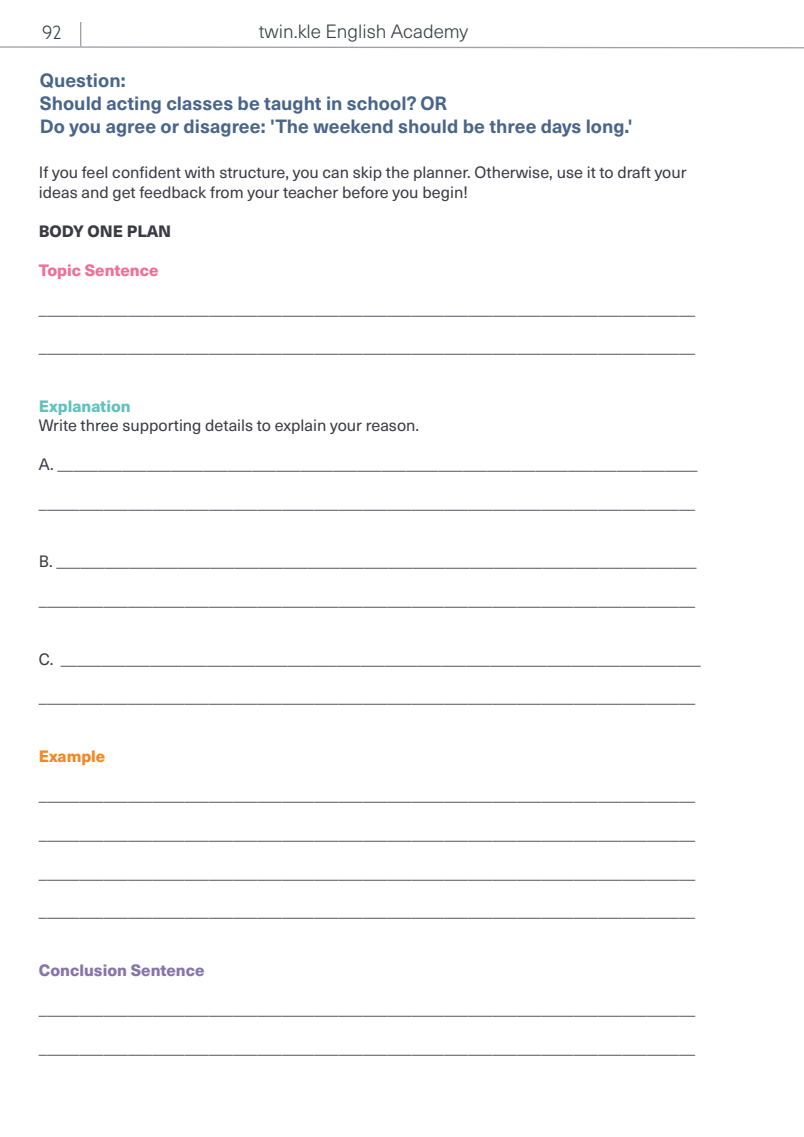 92
twin.kle English Academy
Question:
Should acting classes be taught in school? OR
Do you agree or disagree: 'The weekend should be three days long.'
If you feel confident with structure, you can skip the planner. Otherwise, use it to draft your
ideas and get feedback from your teacher before you begin!
BODY ONE PLAN
Topic Sentence
Explanation
Write three supporting details to explain your reason.
A.
B.
C.
Example
Conclusion Sentence